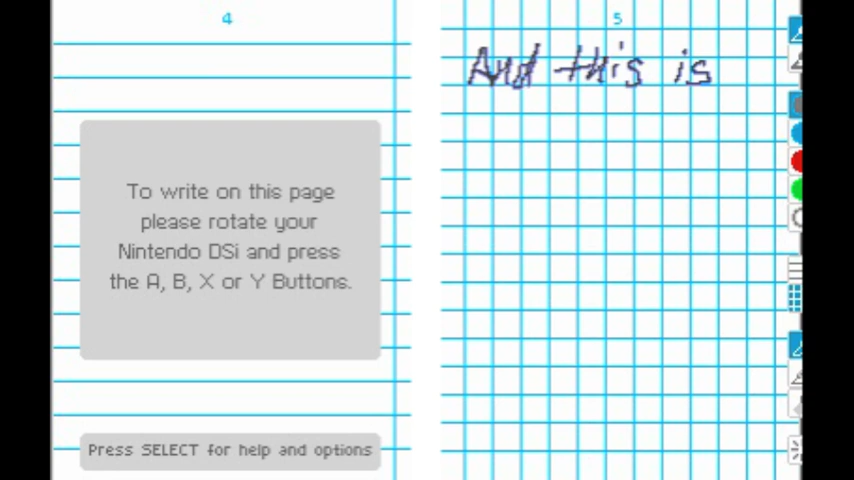 4
To write on this page
please rotate your
Nintendo DSi and press
the A, B, X or Y Buttons.
Press SELECT for help and options
5
And this is